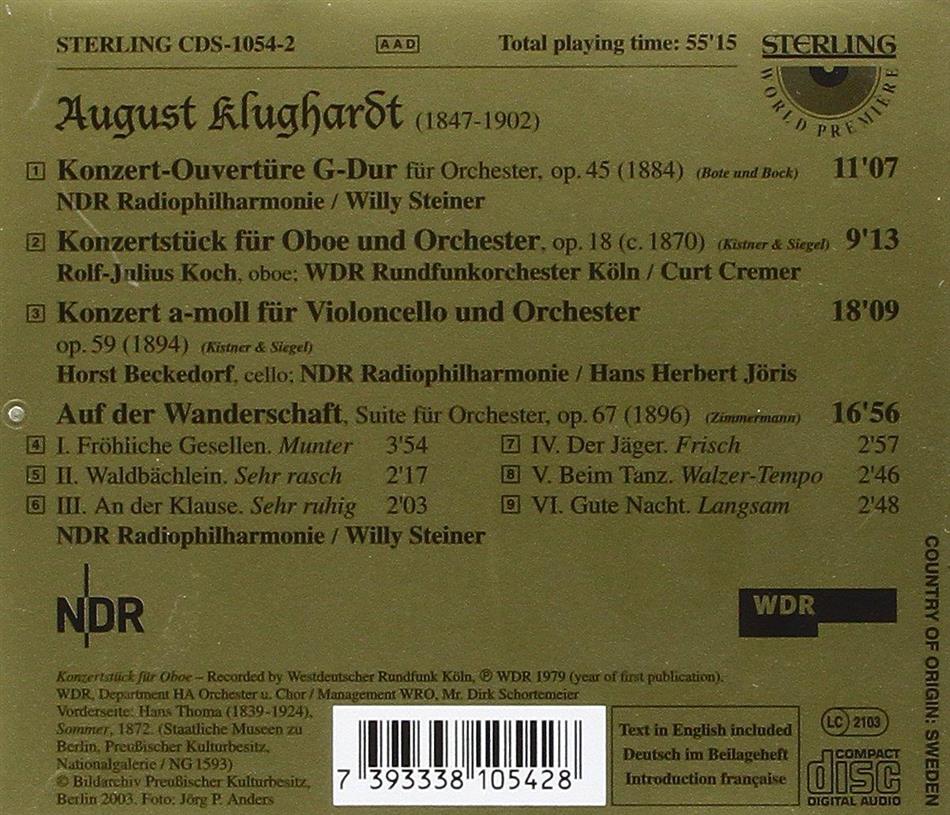 STERLING CDS-1054-2 AAD Total playing time: 55'15
STERLING
WORLD PREMIERE
August Klughardt (1847-1902)
1 Konzert-Ouvertüre G-Dur für Orchester, op. 45 (1884) (Bote und Bock) 11'07
NDR Radiophilharmonie / Willy Steiner
2 Konzertstück für Oboe und Orchester, op. 18 (c. 1870) (Kistner & Siegel) 9'13
Rolf-Julius Koch, oboe; WDR Rundfunkorchester Köln / Curt Cremer
3 Konzert a-moll für Violoncello und Orchester 18'09
op. 59 (1894) (Kistner & Siegel)
Horst Beckedorf, cello; NDR Radiophilharmonie / Hans Herbert Jöris
Auf der Wanderschaft, Suite für Orchester, op. 67 (1896) (Zimmermann) 16'56
4 I. Fröhliche Gesellen. Munter 3'54 7 IV. Der Jäger. Frisch 2'57
5 II. Waldbächlein. Sehr rasch 2'17 8 V. Beim Tanz. Walzer-Tempo 2'46
6 III. An der Klause. Sehr ruhig 2'03 9 VI. Gute Nacht. Langsam 2'48
NDR Radiophilharmonie / Willy Steiner
NDR
WDR
Konzertstück für Oboe – Recorded by Westdeutscher Rundfunk Köln, ℗ WDR 1979 (year of first publication).
WDR, Department HA Orchester u. Chor / Management WRO, Mr. Dirk Schortemeier
Vorderseite: Hans Thoma (1839-1924),
Sommer, 1872. (Staatliche Museen zu
Berlin, Preußischer Kulturbesitz,
Nationalgalerie / NG 1593)
© Bildarchiv Preußischer Kulturbesitz,
Berlin 2003. Foto: Jörg P. Anders
7 393338 105428
Text in English included
Deutsch im Beilageheft
Introduction française
LC 2103
COMPACT
disc
DIGITAL AUDIO
COUNTRY OF ORIGIN: SWEDEN